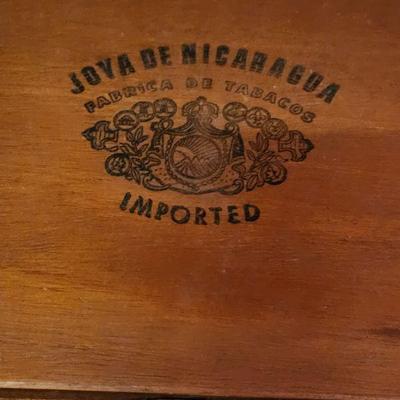 JOYA DE NICARAGUA
FABRICA DE TABACOS
IMPORTED